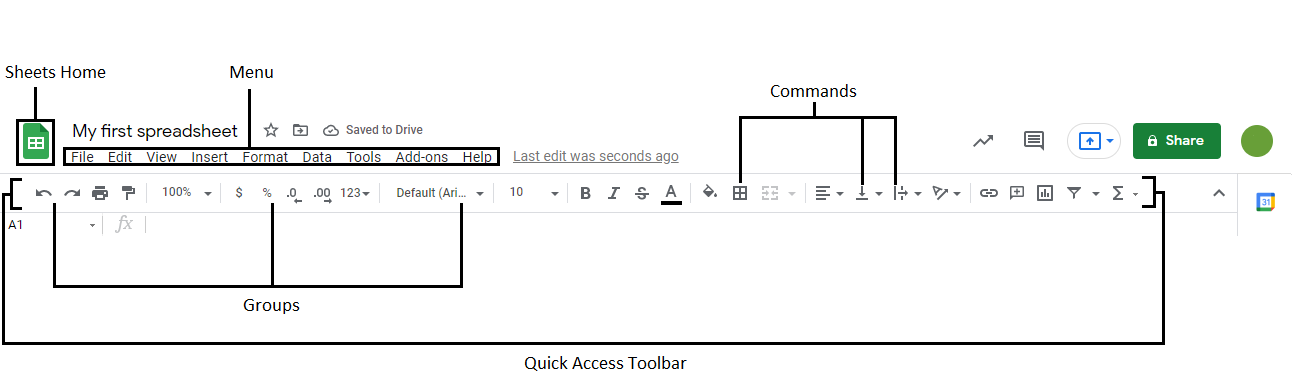 Sheets Home
Menu
Commands
My first spreadsheet
Saved to Drive
File Edit View Insert Format Data Tools Add-ons Help
Last edit was seconds ago
Share
100% $ % .0 .00 123 Default (Ari... 10 B I S A Σ
31
A1 fx
Groups
Quick Access Toolbar